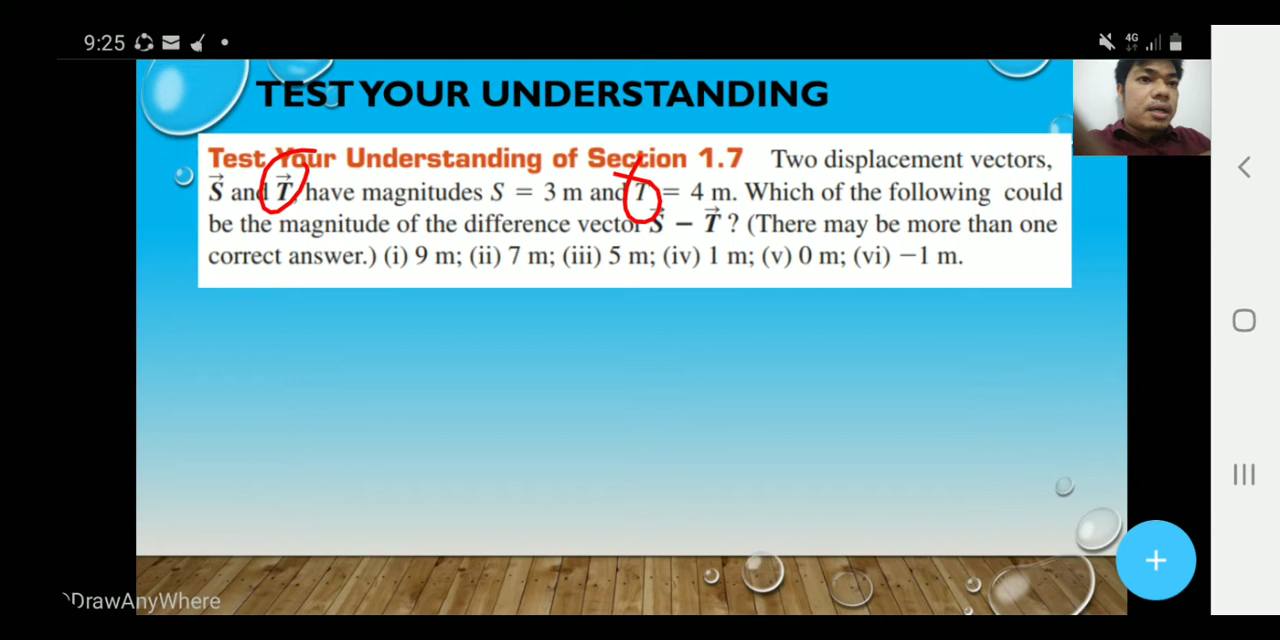 9:25
4G
TEST YOUR UNDERSTANDING
Test Your Understanding of Section 1.7 Two displacement vectors,
S⃗ and T⃗, have magnitudes S = 3 m and T = 4 m. Which of the following could
be the magnitude of the difference vector S⃗ − T⃗? (There may be more than one
correct answer.) (i) 9 m; (ii) 7 m; (iii) 5 m; (iv) 1 m; (v) 0 m; (vi) −1 m.
DrawAnyWhere